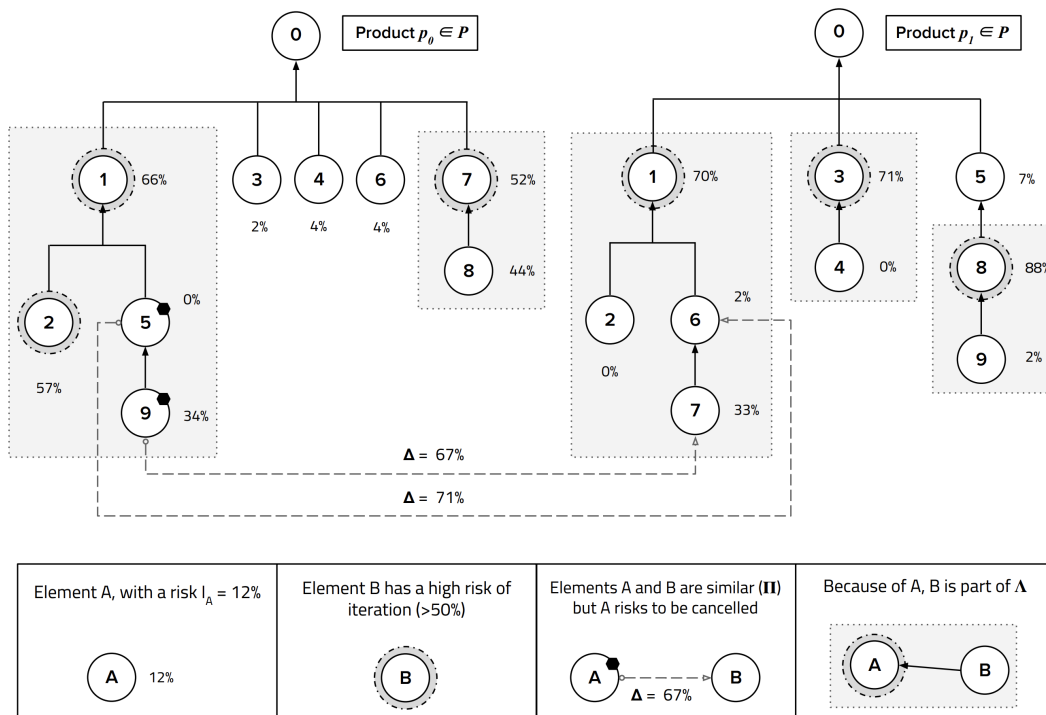 0
Product p₀ ∈ P
0
Product p₁ ∈ P
1
66%
3
4
6
7
52%
1
70%
3
71%
5
7%
2%
4%
4%
8
44%
4
0%
8
88%
0%
2
5
2%
2
6
57%
0%
9
2%
9
34%
7
33%
Δ = 67%
Δ = 71%
Element A, with a risk I_A = 12%
A
12%
Element B has a high risk of
iteration (>50%)
B
Elements A and B are similar (Π)
but A risks to be cancelled
A
B
Δ = 67%
Because of A, B is part of Λ
A
B